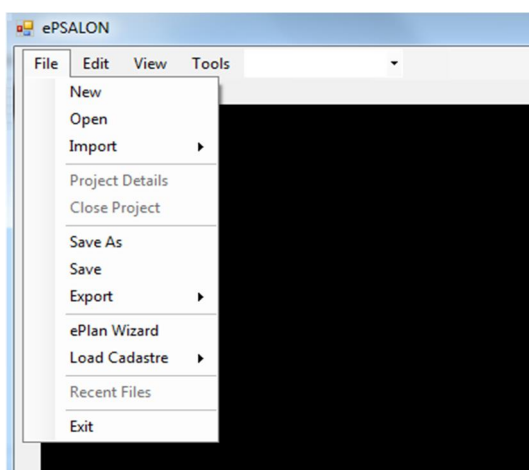 ePSALON
File Edit View Tools
New
Open
Import
Project Details
Close Project
Save As
Save
Export
ePlan Wizard
Load Cadastre
Recent Files
Exit